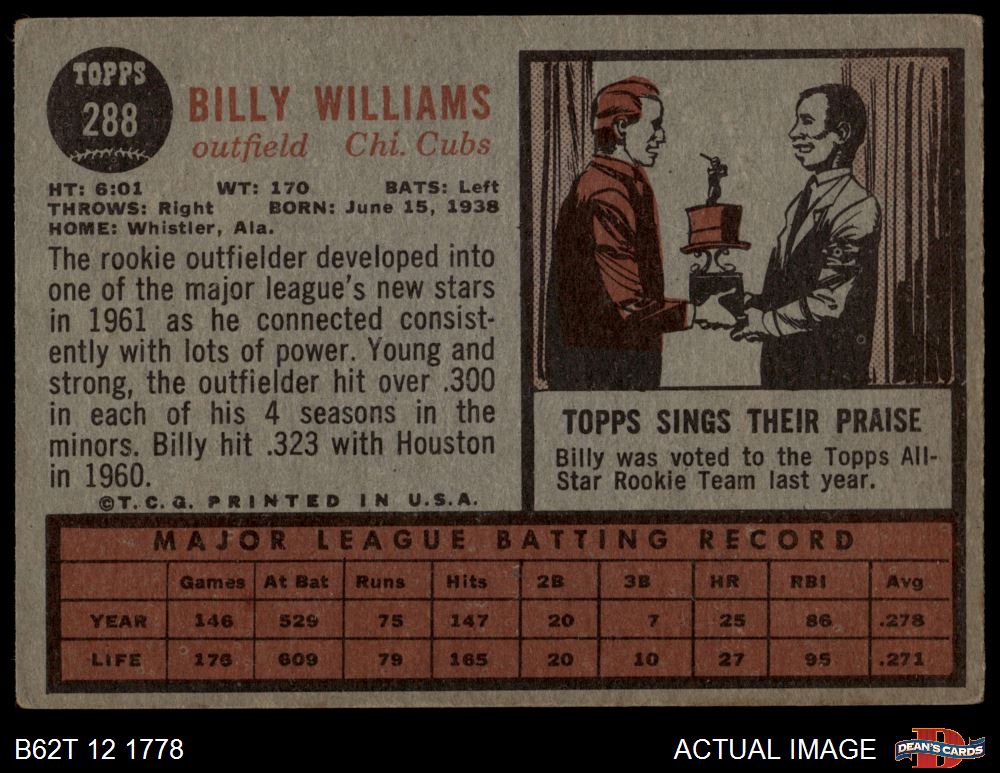 TOPPS
288
BILLY WILLIAMS
outfield Chi. Cubs
HT: 6:01 WT: 170 BATS: Left
THROWS: Right BORN: June 15, 1938
HOME: Whistler, Ala.
The rookie outfielder developed into
one of the major league's new stars
in 1961 as he connected consist-
ently with lots of power. Young and
strong, the outfielder hit over .300
in each of his 4 seasons in the
minors. Billy hit .323 with Houston
in 1960.
©T.C.G. PRINTED IN U.S.A.
TOPPS SINGS THEIR PRAISE
Billy was voted to the Topps All-
Star Rookie Team last year.
MAJOR LEAGUE BATTING RECORD
Games At Bat Runs Hits 2B 3B HR RBI Avg
YEAR 146 529 75 147 20 7 25 86 .278
LIFE 176 609 79 165 20 10 27 95 .271
B62T 12 1778
ACTUAL IMAGE
D
DEAN'S CARDS